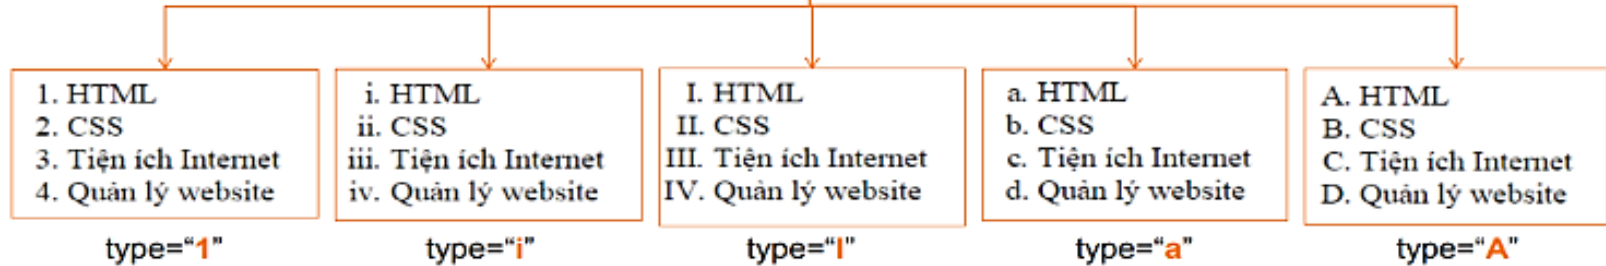 1. HTML
2. CSS
3. Tiện ích Internet
4. Quản lý website
type=“1”
i. HTML
ii. CSS
iii. Tiện ích Internet
iv. Quản lý website
type=“i”
I. HTML
II. CSS
III. Tiện ích Internet
IV. Quản lý website
type=“I”
a. HTML
b. CSS
c. Tiện ích Internet
d. Quản lý website
type=“a”
A. HTML
B. CSS
C. Tiện ích Internet
D. Quản lý website
type=“A”